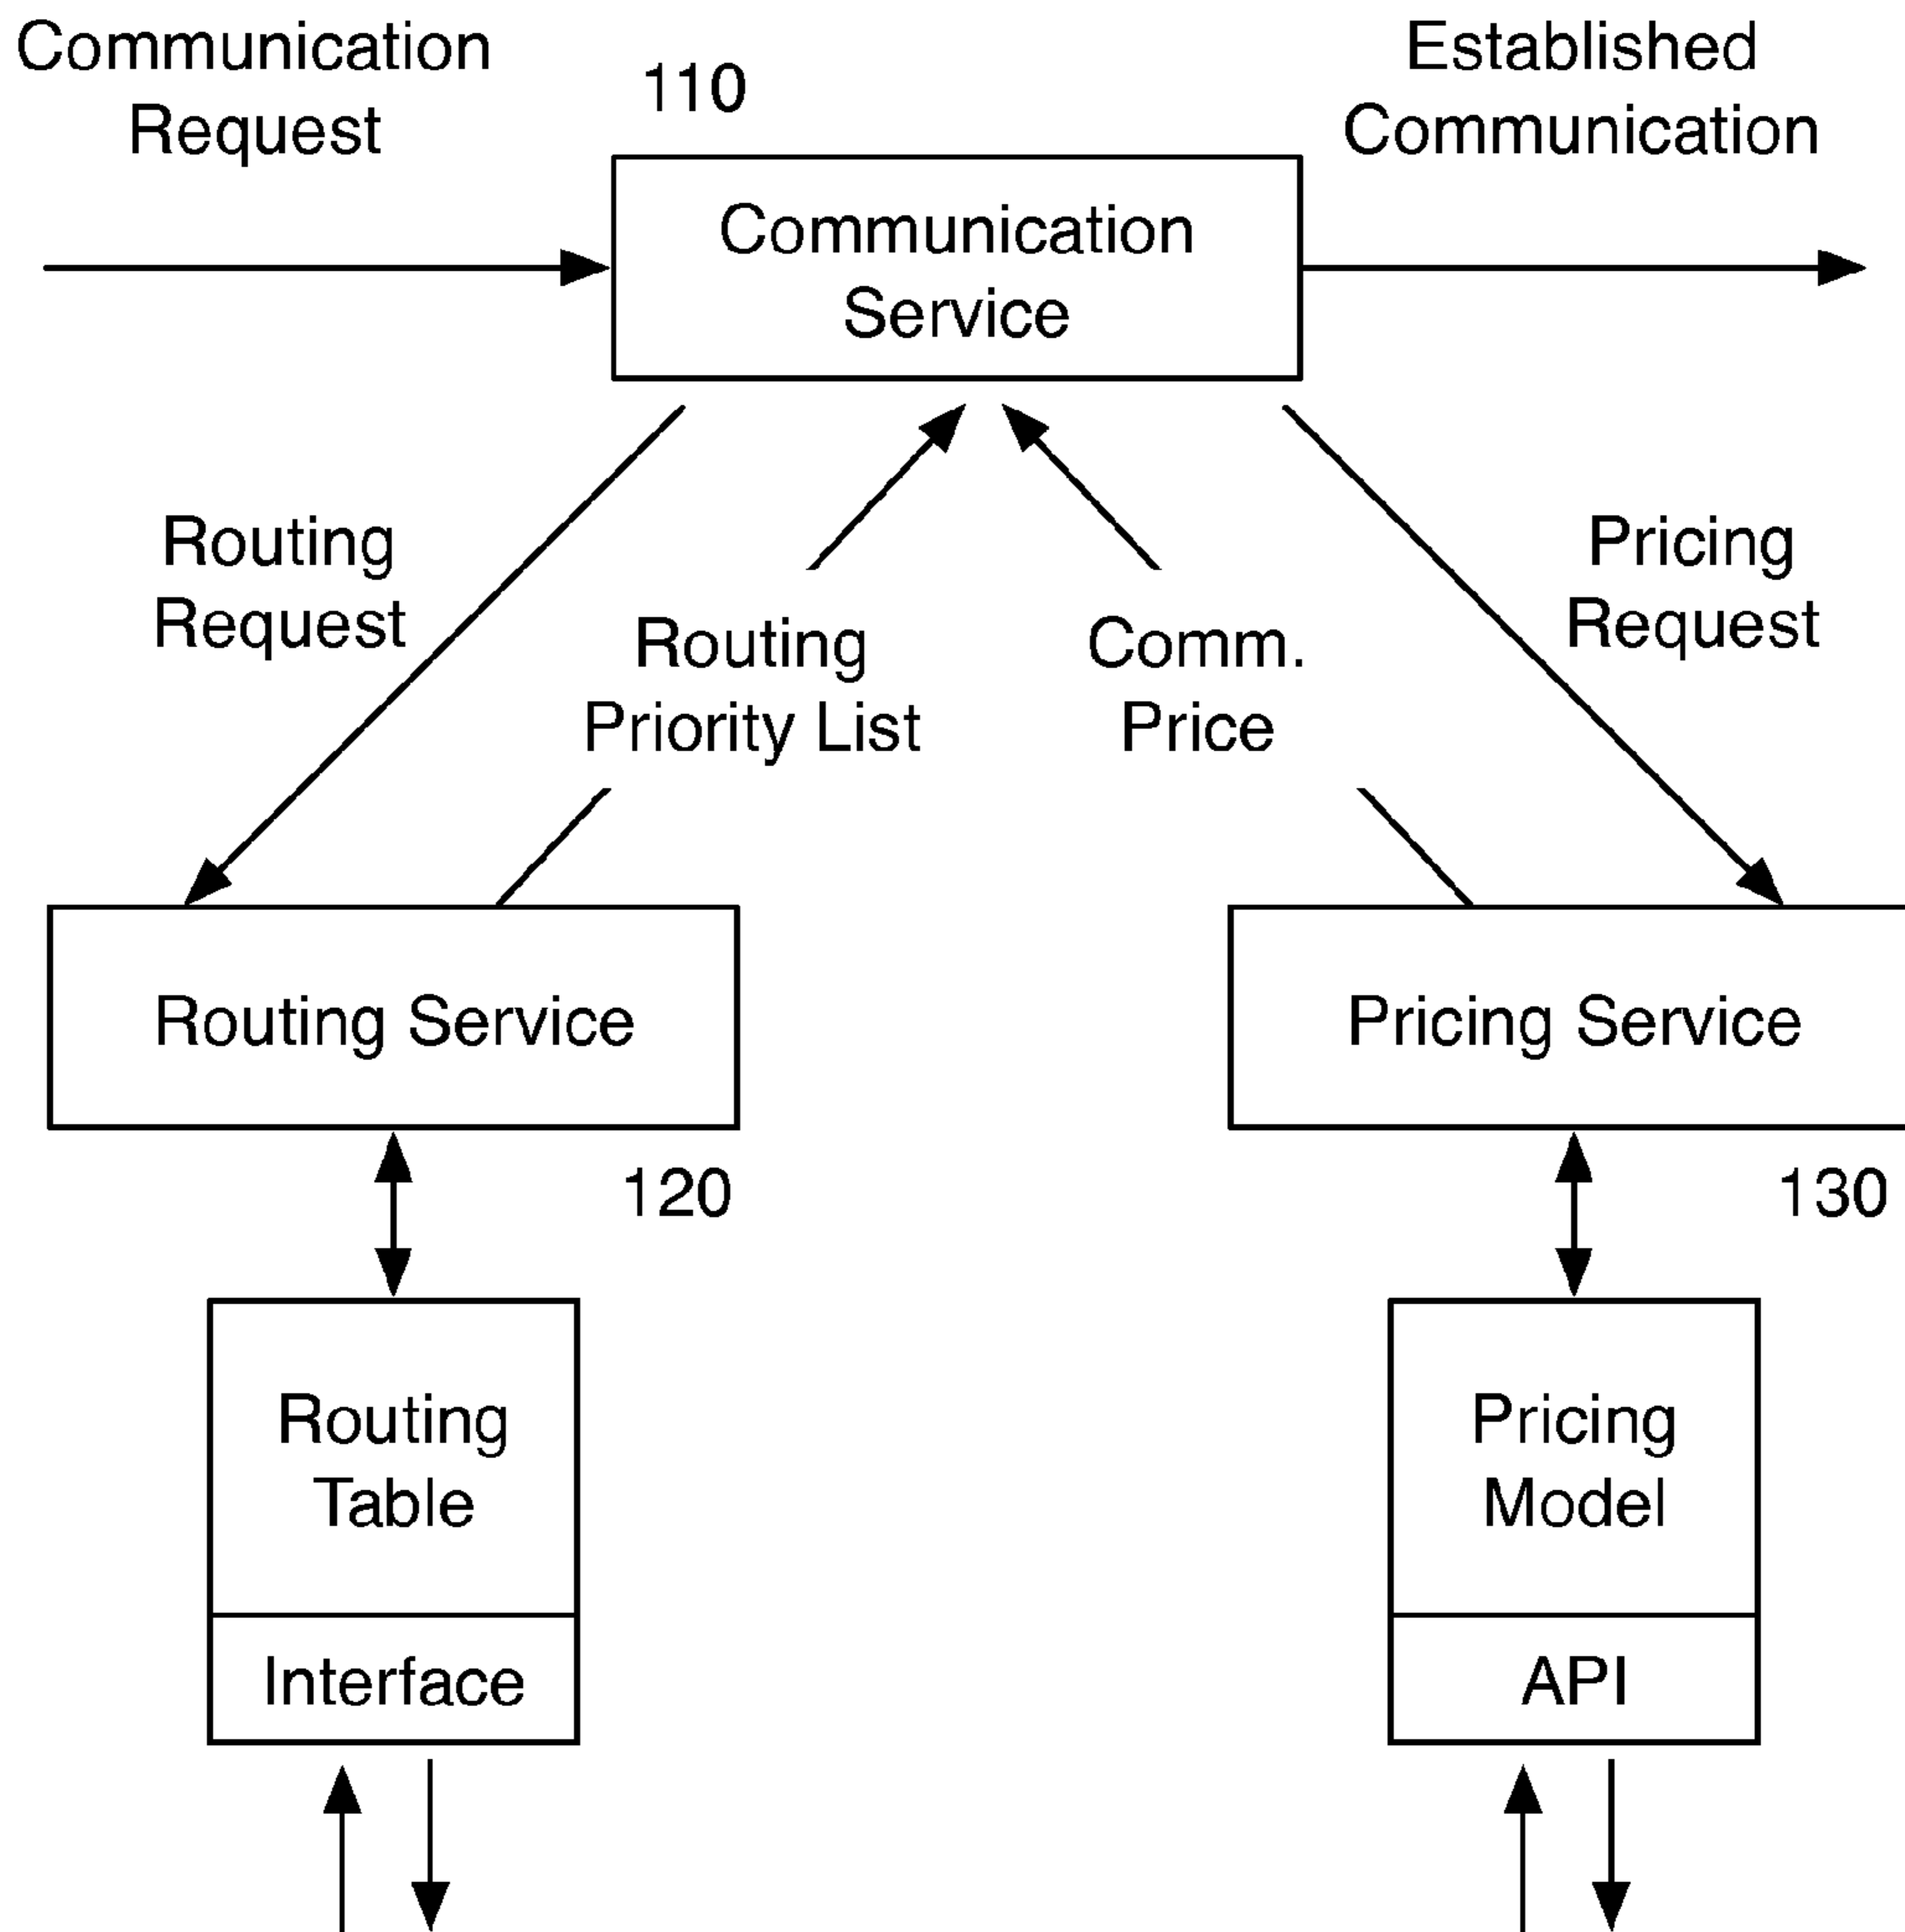 Communication
Request
110
Established
Communication
Communication
Service
Routing
Request
Routing
Priority List
Comm.
Price
Pricing
Request
Routing Service
Pricing Service
120
130
Routing
Table
Pricing
Model
Interface
API